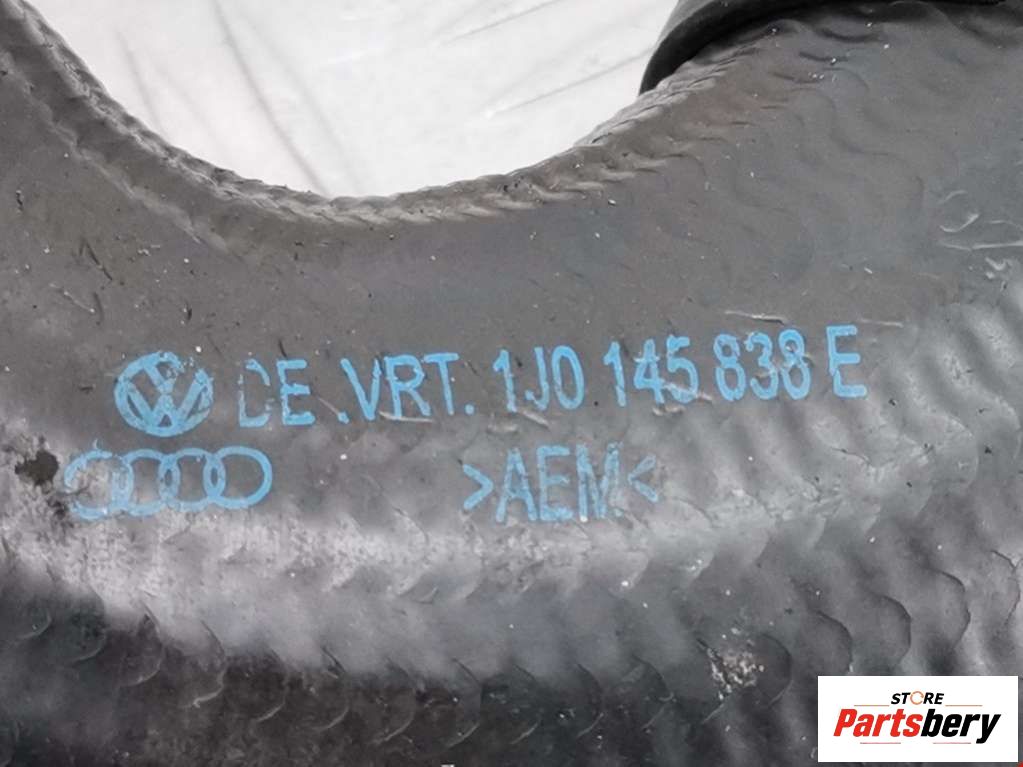 DE .VRT. 1J0 145 838 E
>AEM<
STORE
Partsbery